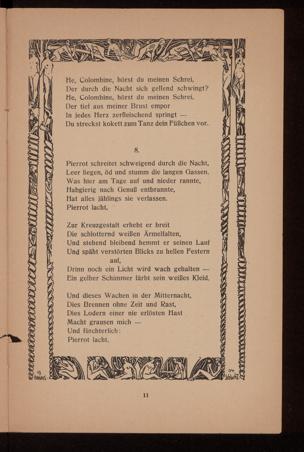 He, Colombine, hörst du meinen Schrei,
Der durch die Nacht sich gellend schwingt?
He, Colombine, hörst du meinen Schrei,
Der tief aus meiner Brust empor
In jedes Herz zerfleischend springt —
Du streckst kokett zum Tanz dein Füßchen vor.
8.
Pierrot schreitet schweigend durch die Nacht,
Leer liegen, öd und stumm die langen Gassen.
Was hier am Tage auf und nieder rannte,
Habgierig nach Genuß entbrannte,
Hat alles jählings sie verlassen.
Pierrot lacht.
Zur Kreuzgestalt erhebt er breit
Die schlotternd weißen Ärmelfalten,
Und stehend bleibend hemmt er seinen Lauf
Und späht verstörten Blicks zu hellen Festern
auf,
Drinn noch ein Licht wird wach gehalten —
Ein gelber Schimmer färbt sein weißes Kleid.
Und dieses Wachen in der Mitternacht,
Dies Brennen ohne Zeit und Rast,
Dies Lodern einer nie erlösten Hast
Macht grausen mich —
Und fürchterlich:
Pierrot lacht.
11